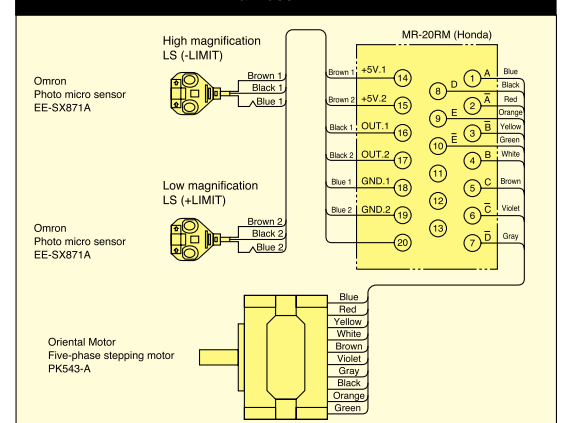 High magnification
LS (-LIMIT)
Omron
Photo micro sensor
EE-SX871A
Brown 1
Black 1
Blue 1
Low magnification
LS (+LIMIT)
Omron
Photo micro sensor
EE-SX871A
Brown 2
Black 2
Blue 2
MR-20RM (Honda)
Brown 1 +5V.1 14
Brown 2 +5V.2 15
Black 1 OUT.1 16
Black 2 OUT.2 17
Blue 1 GND.1 18
Blue 2 GND.2 19
20
8 D
9 E
10 E̅
11
12
13
1 A Blue
Black
2 A̅ Red
Orange
3 B̅ Yellow
Green
4 B White
5 C Brown
6 C̅ Violet
7 D̅ Gray
Oriental Motor
Five-phase stepping motor
PK543-A
Blue
Red
Yellow
White
Brown
Violet
Gray
Black
Orange
Green